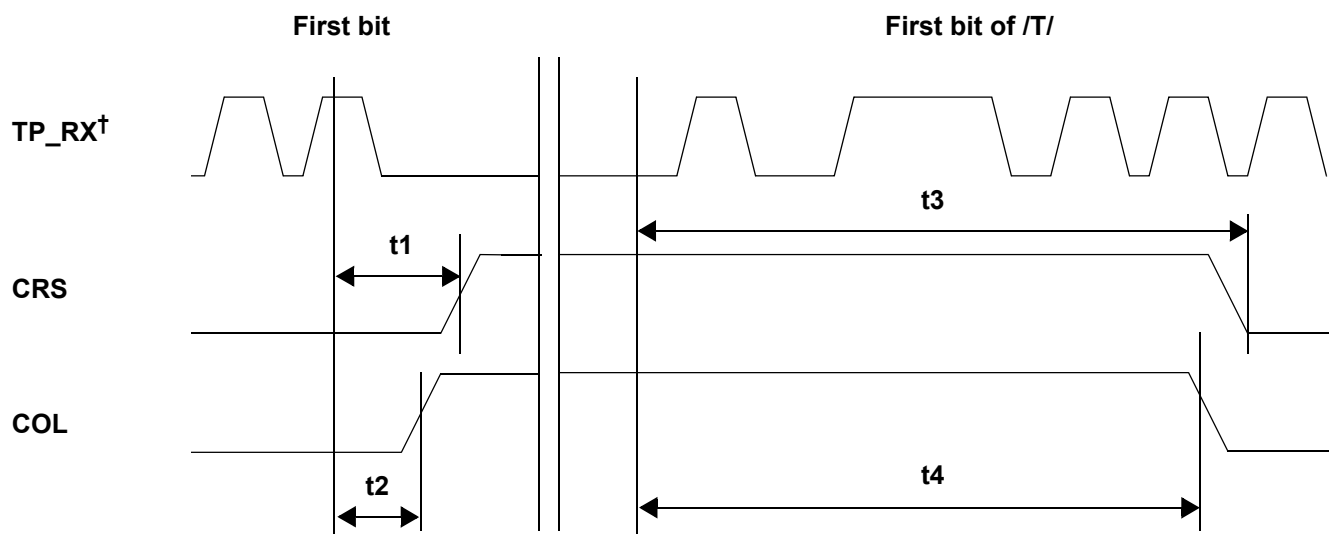 First bit
First bit of /T/
TP_RX†
t3
t1
CRS
COL
t4
t2